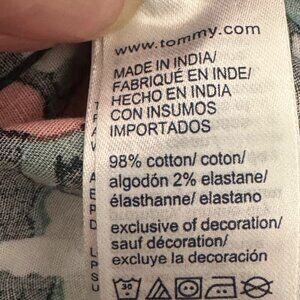 www.tommy.com
MADE IN INDIA/
FABRIQUÉ EN INDE/
HECHO EN INDIA
CON INSUMOS
IMPORTADOS
98% cotton/ coton/
algodón 2% elastane/
élasthanne/ elastano
exclusive of decoration/
sauf décoration/
excluye la decoración
30